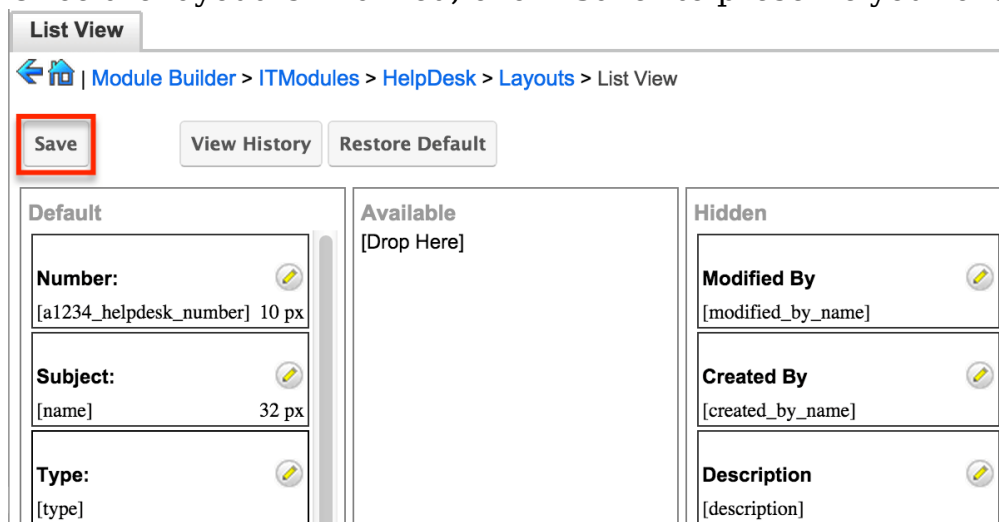 List View
| Module Builder > ITModules > HelpDesk > Layouts > List View
Save View History Restore Default
Default
Number:
[a1234_helpdesk_number] 10 px
Subject:
[name] 32 px
Type:
[type]
Available
[Drop Here]
Hidden
Modified By
[modified_by_name]
Created By
[created_by_name]
Description
[description]